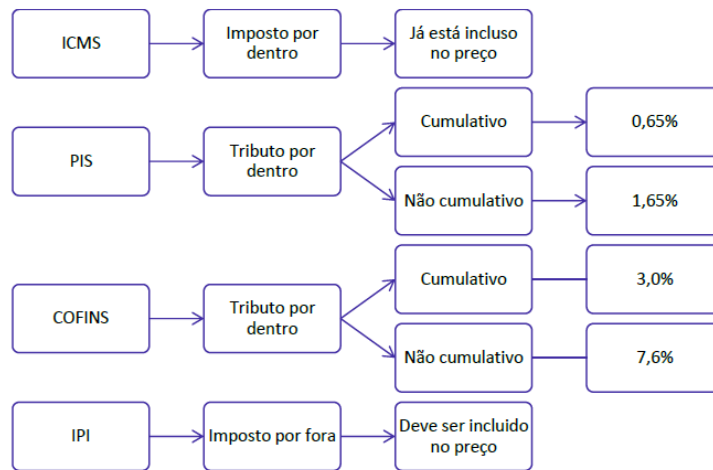 ICMS
Imposto por
dentro
Já está incluso
no preço
PIS
Tributo por
dentro
Cumulativo
0,65%
Não cumulativo
1,65%
COFINS
Tributo por
dentro
Cumulativo
3,0%
Não cumulativo
7,6%
IPI
Imposto por fora
Deve ser incluido
no preço